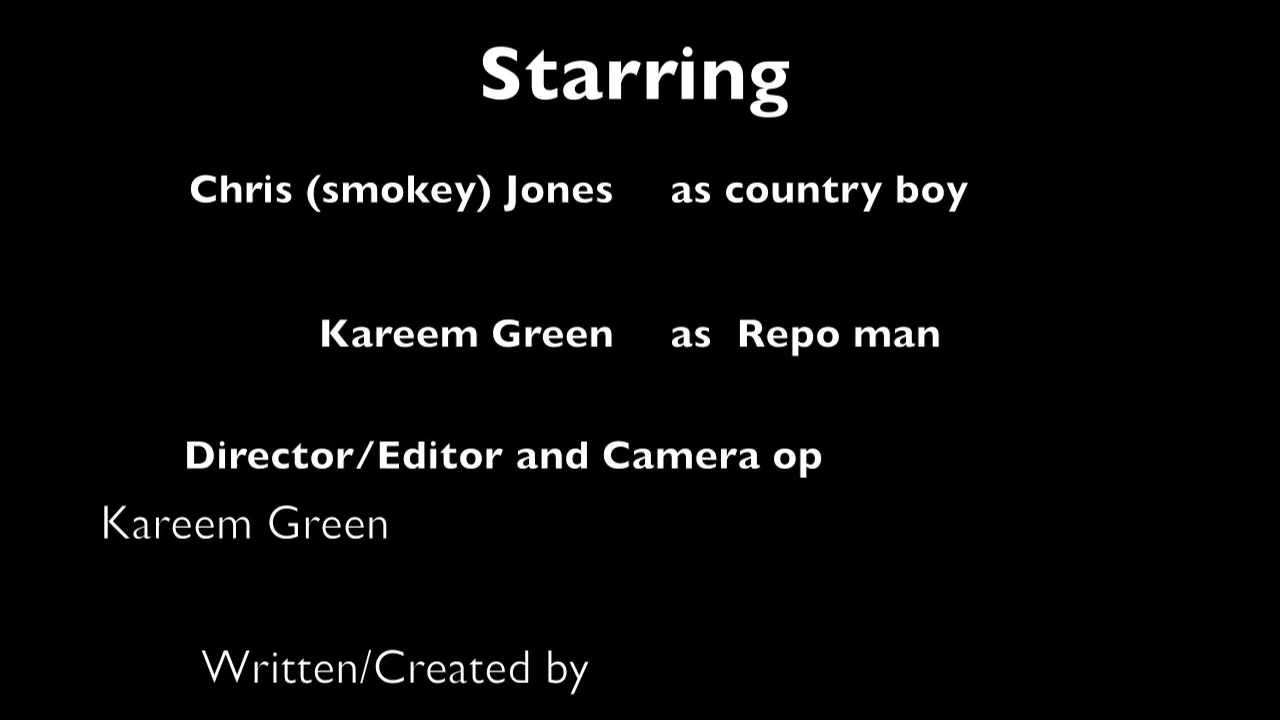 Starring
Chris (smokey) Jones as country boy
Kareem Green as Repo man
Director/Editor and Camera op
Kareem Green
Written/Created by